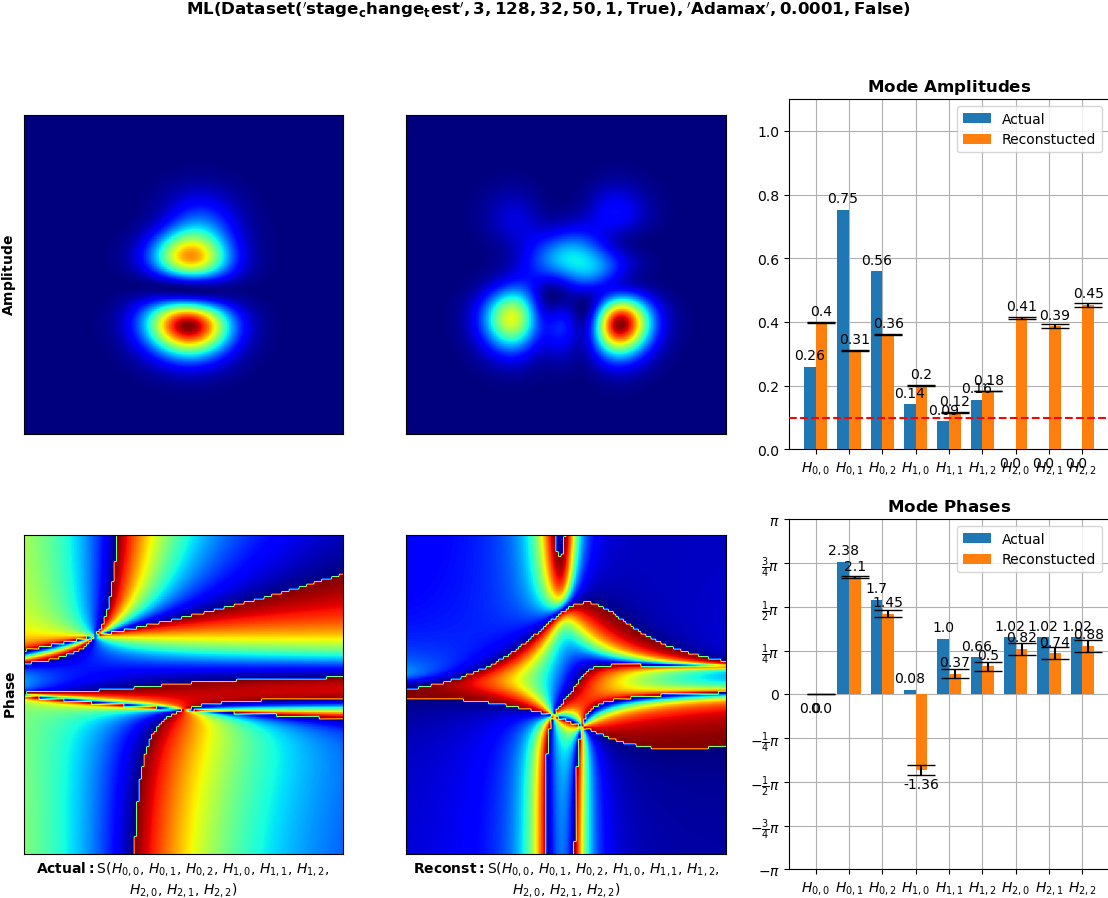 ML(Dataset('stage_change_test', 3, 128, 32, 50, 1, True), 'Adamax', 0.0001, False)
Amplitude
Mode Amplitudes
Actual
Reconstucted
1.0
0.8
0.6
0.4
0.2
0.0
0.26
0.75
0.56
0.14
0.09
0.16
0.0
0.0
0.0
0.4
0.31
0.36
0.2
0.12
0.18
0.41
0.39
0.45
H0,0 H0,1 H0,2 H1,0 H1,1 H1,2 H2,0 H2,1 H2,2
Phase
Actual: S(H0,0, H0,1, H0,2, H1,0, H1,1, H1,2,
H2,0, H2,1, H2,2)
Reconst: S(H0,0, H0,1, H0,2, H1,0, H1,1, H1,2,
H2,0, H2,1, H2,2)
Mode Phases
Actual
Reconstucted
π
3/4π
1/2π
1/4π
0
−1/4π
−1/2π
−3/4π
−π
0.0
2.38
1.7
0.08
1.0
0.66
1.02
1.02
1.02
0.0
2.1
1.45
-1.36
0.37
0.5
0.82
0.74
0.88
H0,0 H0,1 H0,2 H1,0 H1,1 H1,2 H2,0 H2,1 H2,2